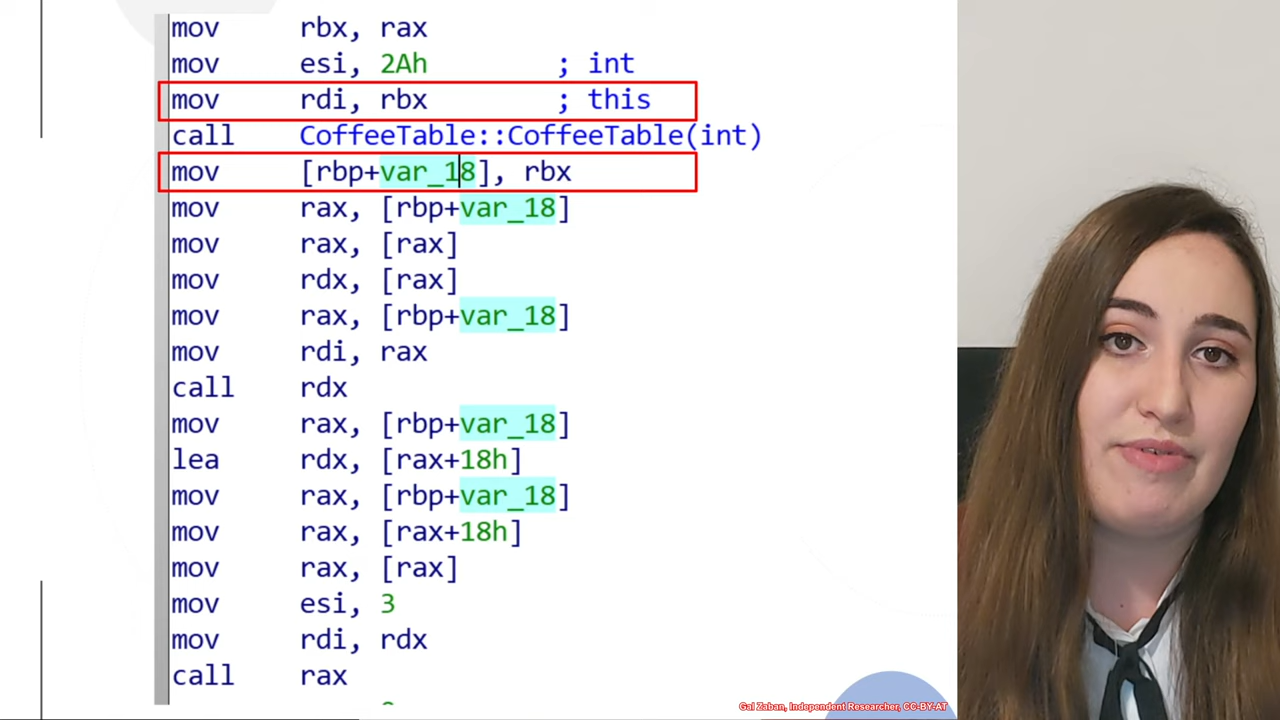 mov rbx, rax
mov esi, 2Ah ; int
mov rdi, rbx ; this
call CoffeeTable::CoffeeTable(int)
mov [rbp+var_18], rbx
mov rax, [rbp+var_18]
mov rax, [rax]
mov rdx, [rax]
mov rax, [rbp+var_18]
mov rdi, rax
call rdx
mov rax, [rbp+var_18]
lea rdx, [rax+18h]
mov rax, [rbp+var_18]
mov rax, [rax+18h]
mov rax, [rax]
mov esi, 3
mov rdi, rdx
call rax
Gal Zaban, Independent Researcher, CC-BY-AT